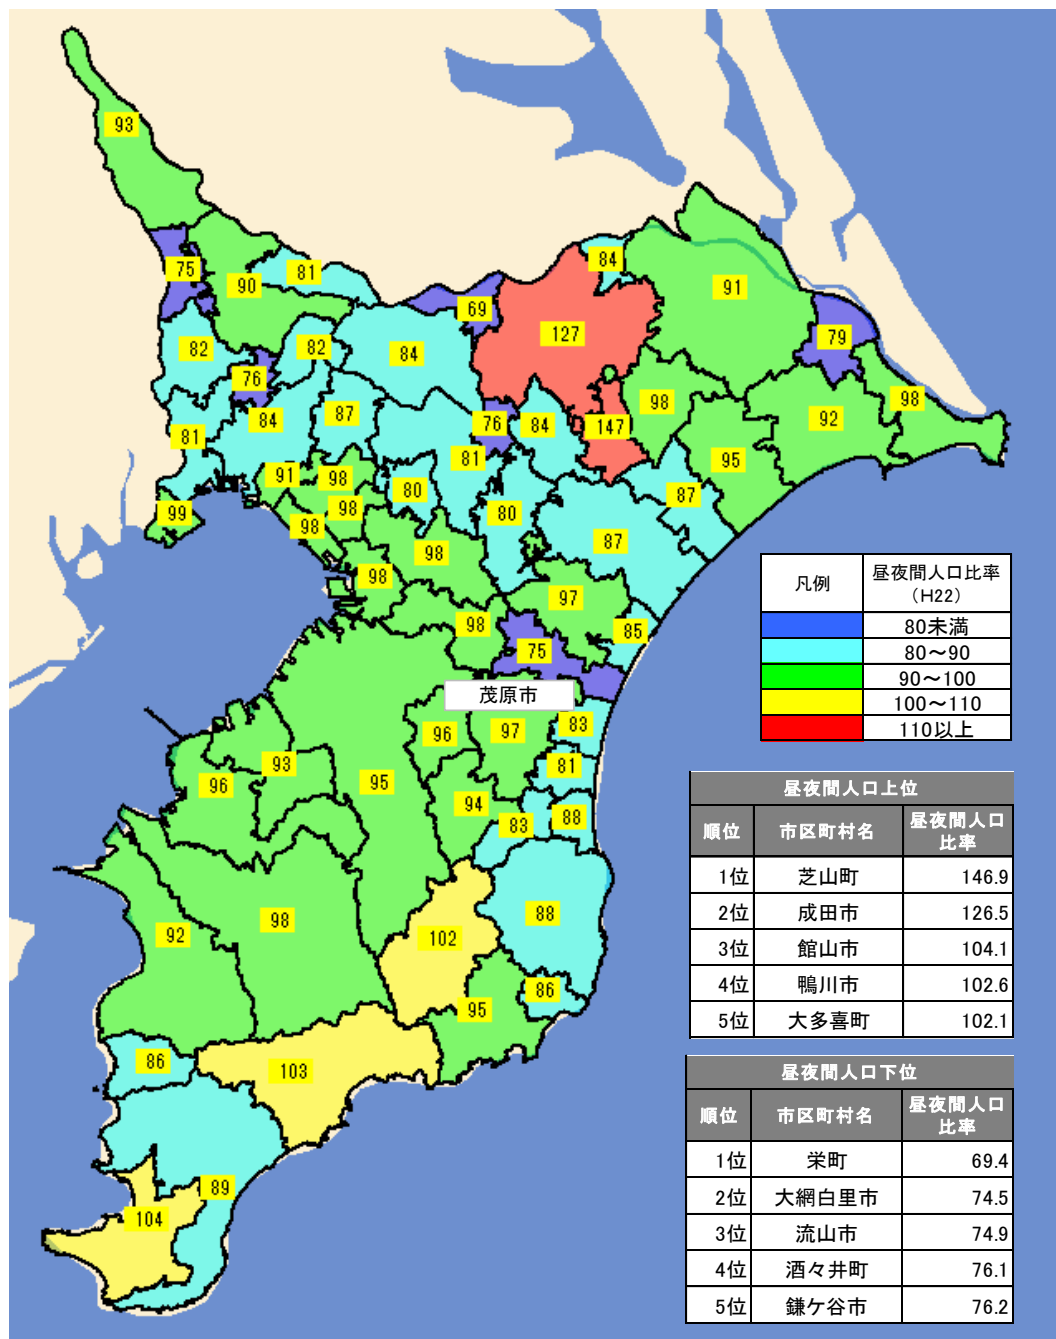 93
75
90
81
69
84
127
91
79
82
76
82
84
98
92
98
81
84
87
76
84
147
95
91
98
81
80
87
99
98
98
80
87
98
98
97
98
85
75
茂原市
96
97
83
93
96
95
94
81
83
88
92
98
102
88
95
86
86
103
89
104
凡例 昼夜間人口比率
(H22)
80未満
80～90
90～100
100～110
110以上
昼夜間人口上位
順位 市区町村名 昼夜間人口
比率
1位 芝山町 146.9
2位 成田市 126.5
3位 館山市 104.1
4位 鴨川市 102.6
5位 大多喜町 102.1
昼夜間人口下位
順位 市区町村名 昼夜間人口
比率
1位 栄町 69.4
2位 大網白里市 74.5
3位 流山市 74.9
4位 酒々井町 76.1
5位 鎌ケ谷市 76.2